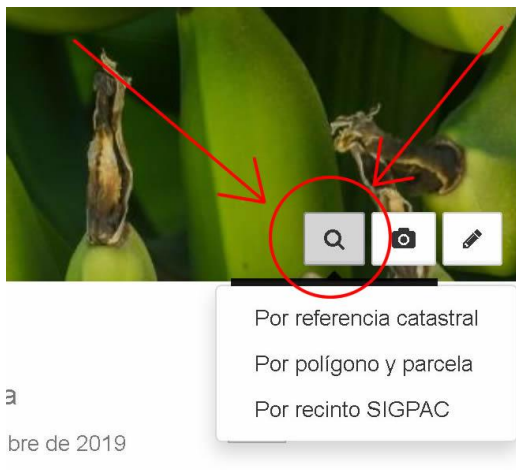 Por referencia catastral
Por polígono y parcela
Por recinto SIGPAC
a
bre de 2019